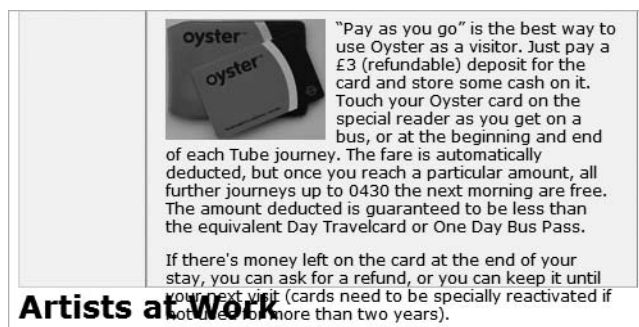 oyster
oyster
“Pay as you go” is the best way to
use Oyster as a visitor. Just pay a
£3 (refundable) deposit for the
card and store some cash on it.
Touch your Oyster card on the
special reader as you get on a
bus, or at the beginning and end
of each Tube journey. The fare is automatically
deducted, but once you reach a particular amount, all
further journeys up to 0430 the next morning are free.
The amount deducted is guaranteed to be less than
the equivalent Day Travelcard or One Day Bus Pass.
If there's money left on the card at the end of your
stay, you can ask for a refund, or you can keep it until
your next visit (cards need to be specially reactivated if
Artists at Work
not used for more than two years).